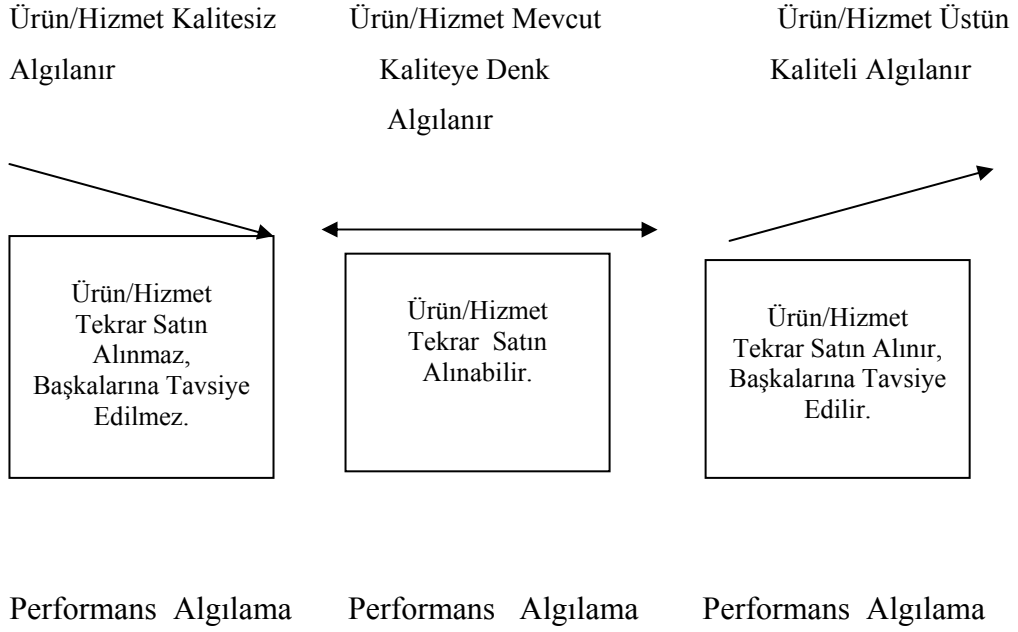 Ürün/Hizmet Kalitesiz
Algılanır
Ürün/Hizmet Mevcut
Kaliteye Denk
Algılanır
Ürün/Hizmet Üstün
Kaliteli Algılanır
Ürün/Hizmet
Tekrar Satın
Alınmaz,
Başkalarına Tavsiye
Edilmez.
Ürün/Hizmet
Tekrar Satın
Alınabilir.
Ürün/Hizmet
Tekrar Satın Alınır,
Başkalarına Tavsiye
Edilir.
Performans Algılama
Performans Algılama
Performans Algılama